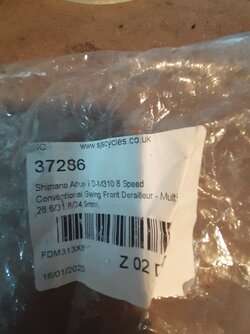 www.sjscycles.co.uk
37286
Shimano Altus 8 Speed
Conventional Swing Front Derailleur - Multi
28.6/31.8/34.9mm
16/01/2020
Z 02